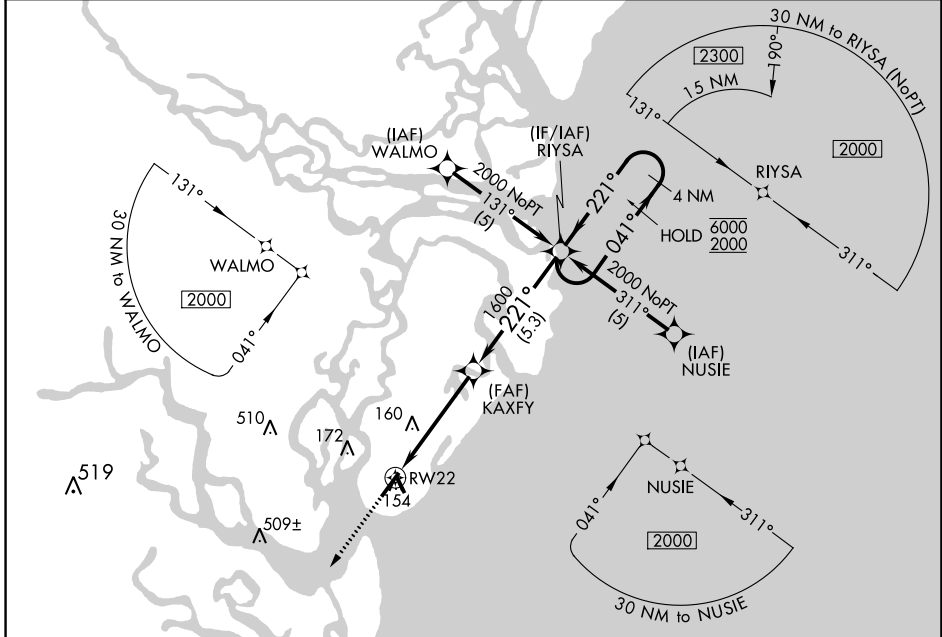 30 NM to RIYSA (NoPT)
2300
190°
15 NM
131°
2000
RIYSA
311°
(IAF)
WALMO
2000 NoPT
131°
(5)
(IF/IAF)
RIYSA
221°
041°
4 NM
HOLD
6000
2000
2000 NoPT
311°
(5)
(IAF)
NUSIE
131°
WALMO
2000
041°
30 NM to WALMO
1600
221°
(5.3)
(FAF)
KAXFY
510
172
160
519
RW22
154
509±
NUSIE
041°
311°
2000
30 NM to NUSIE